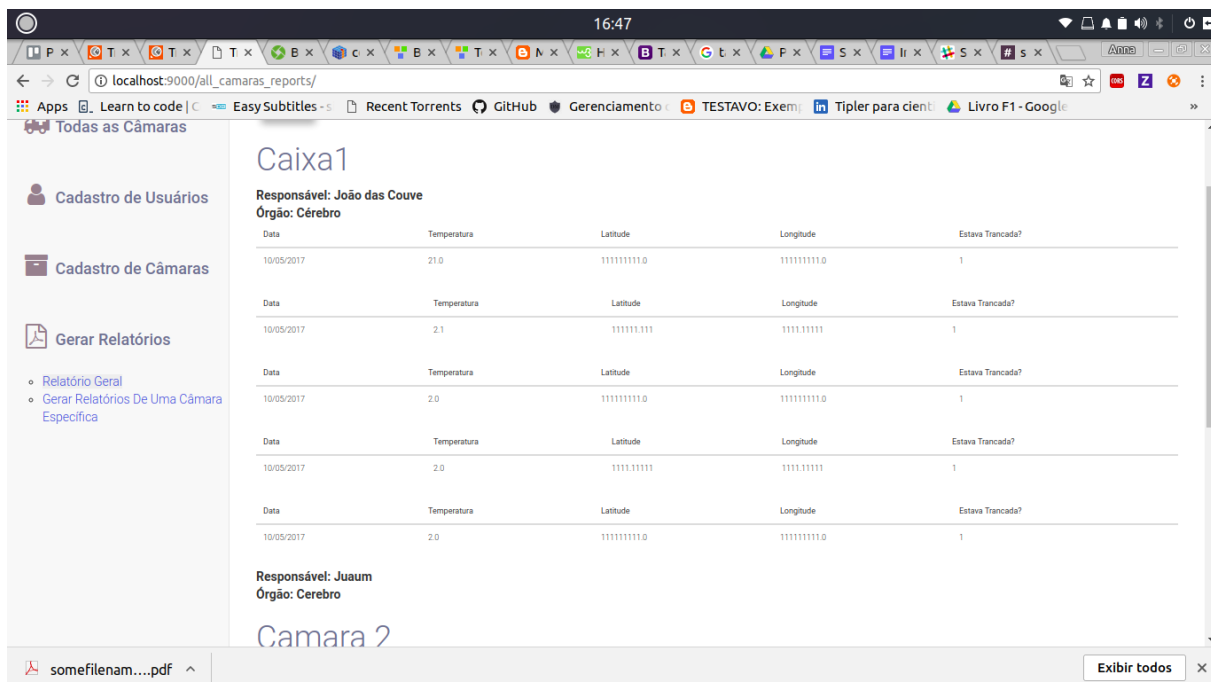 16:47
P T T T B c B T N H B T t P S Ir S s Anna
localhost:9000/all_camaras_reports/
Apps Learn to code | C EasySubtitles - s Recent Torrents GitHub Gerenciamento TESTAVO: Exemp Tipler para cienti Livro F1 - Google »
Todas as Câmaras
Cadastro de Usuários
Cadastro de Câmaras
Gerar Relatórios
Relatório Geral
Gerar Relatórios De Uma Câmara
Específica
Caixa1
Responsável: João das Couve
Órgão: Cérebro
Data Temperatura Latitude Longitude Estava Trancada?
10/05/2017 21.0 111111111.0 111111111.0 1
Data Temperatura Latitude Longitude Estava Trancada?
10/05/2017 2.1 111111.111 1111.11111 1
Data Temperatura Latitude Longitude Estava Trancada?
10/05/2017 2.0 111111111.0 111111111.0 1
Data Temperatura Latitude Longitude Estava Trancada?
10/05/2017 2.0 1111.11111 1111.11111 1
Data Temperatura Latitude Longitude Estava Trancada?
10/05/2017 2.0 111111111.0 111111111.0 1
Responsável: Juaum
Órgão: Cerebro
Camara 2
somefilenam....pdf Exibir todos